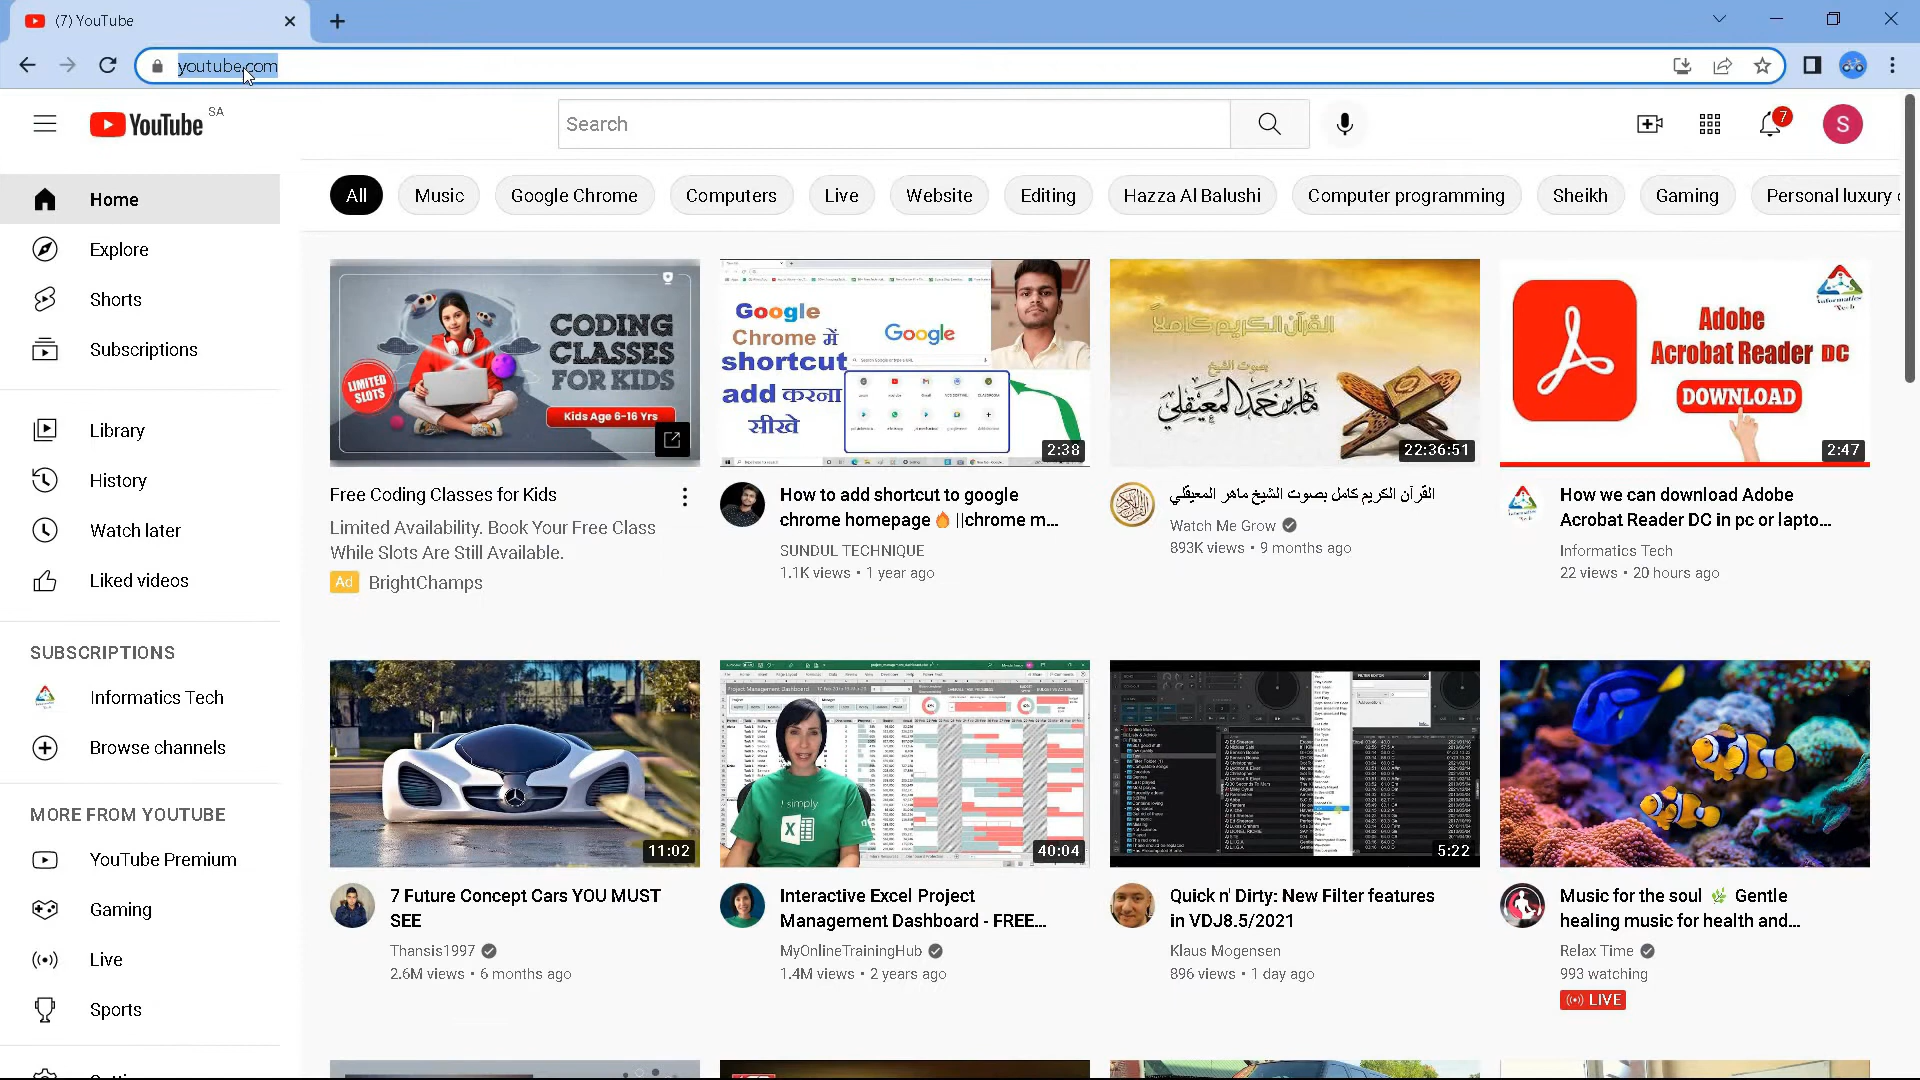 (7) YouTube
youtube.com
YouTube SA
Search
7
S
Home
Explore
Shorts
Subscriptions
Library
History
Watch later
Liked videos
SUBSCRIPTIONS
Informatics Tech
Browse channels
MORE FROM YOUTUBE
YouTube Premium
Gaming
Live
Sports
All
Music
Google Chrome
Computers
Live
Website
Editing
Hazza Al Balushi
Computer programming
Sheikh
Gaming
Personal luxury
CODING
CLASSES
FOR KIDS
LIMITED
SLOTS
Kids Age 6-16 Yrs
Free Coding Classes for Kids
Limited Availability. Book Your Free Class
While Slots Are Still Available.
Ad BrightChamps
Google
Chrome में
shortcut
add करना
सीखे
Google
2:38
How to add shortcut to google
chrome homepage 🔥 ||chrome m...
SUNDUL TECHNIQUE
1.1K views • 1 year ago
القرآن الكريم كاملاً
بصوت الشيخ
ماهر بن حمد المعيقلي
22:36:51
القرآن الكريم كامل بصوت الشيخ ماهر المعيقلي
Watch Me Grow
893K views • 9 months ago
Informatics
Tech
Adobe
Acrobat Reader DC
DOWNLOAD
2:47
How we can download Adobe
Acrobat Reader DC in pc or lapto...
Informatics Tech
22 views • 20 hours ago
11:02
7 Future Concept Cars YOU MUST
SEE
Thansis1997
2.6M views • 6 months ago
Project Management Dashboard
I simply
40:04
Interactive Excel Project
Management Dashboard - FREE...
MyOnlineTrainingHub
1.4M views • 2 years ago
5:22
Quick n' Dirty: New Filter features
in VDJ8.5/2021
Klaus Mogensen
896 views • 1 day ago
Music for the soul 🌿 Gentle
healing music for health and...
Relax Time
993 watching
LIVE